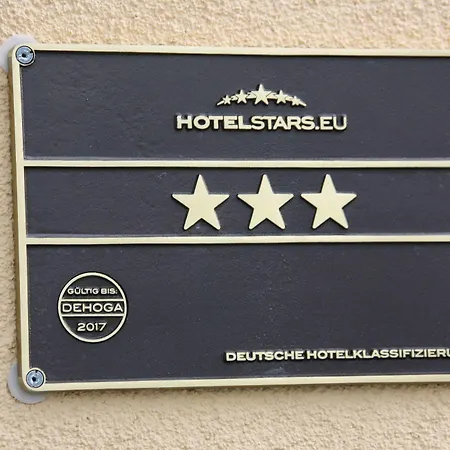 HOTELSTARS.EU
GÜLTIG BIS:
DEHOGA
2017
DEUTSCHE HOTELKLASSIFIZIERU